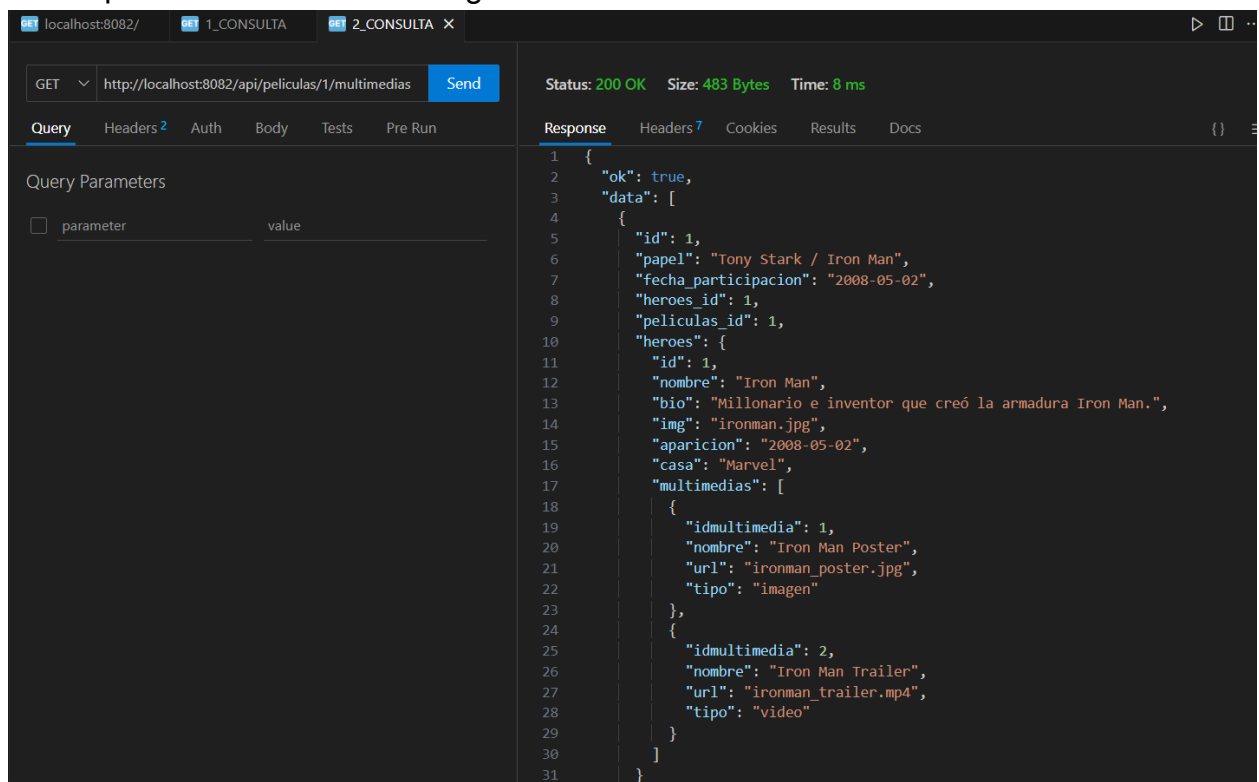 GET localhost:8082/ GET 1_CONSULTA GET 2_CONSULTA
GET http://localhost:8082/api/peliculas/1/multimedias Send
Query Headers 2 Auth Body Tests Pre Run
Query Parameters
parameter value
Status: 200 OK Size: 483 Bytes Time: 8 ms
Response Headers 7 Cookies Results Docs {}
1 {
2 "ok": true,
3 "data": [
4 {
5 "id": 1,
6 "papel": "Tony Stark / Iron Man",
7 "fecha_participacion": "2008-05-02",
8 "heroes_id": 1,
9 "peliculas_id": 1,
10 "heroes": {
11 "id": 1,
12 "nombre": "Iron Man",
13 "bio": "Millonario e inventor que creó la armadura Iron Man.",
14 "img": "ironman.jpg",
15 "aparicion": "2008-05-02",
16 "casa": "Marvel",
17 "multimedias": [
18 {
19 "idmultimedia": 1,
20 "nombre": "Iron Man Poster",
21 "url": "ironman_poster.jpg",
22 "tipo": "imagen"
23 },
24 {
25 "idmultimedia": 2,
26 "nombre": "Iron Man Trailer",
27 "url": "ironman_trailer.mp4",
28 "tipo": "video"
29 }
30 ]
31 }